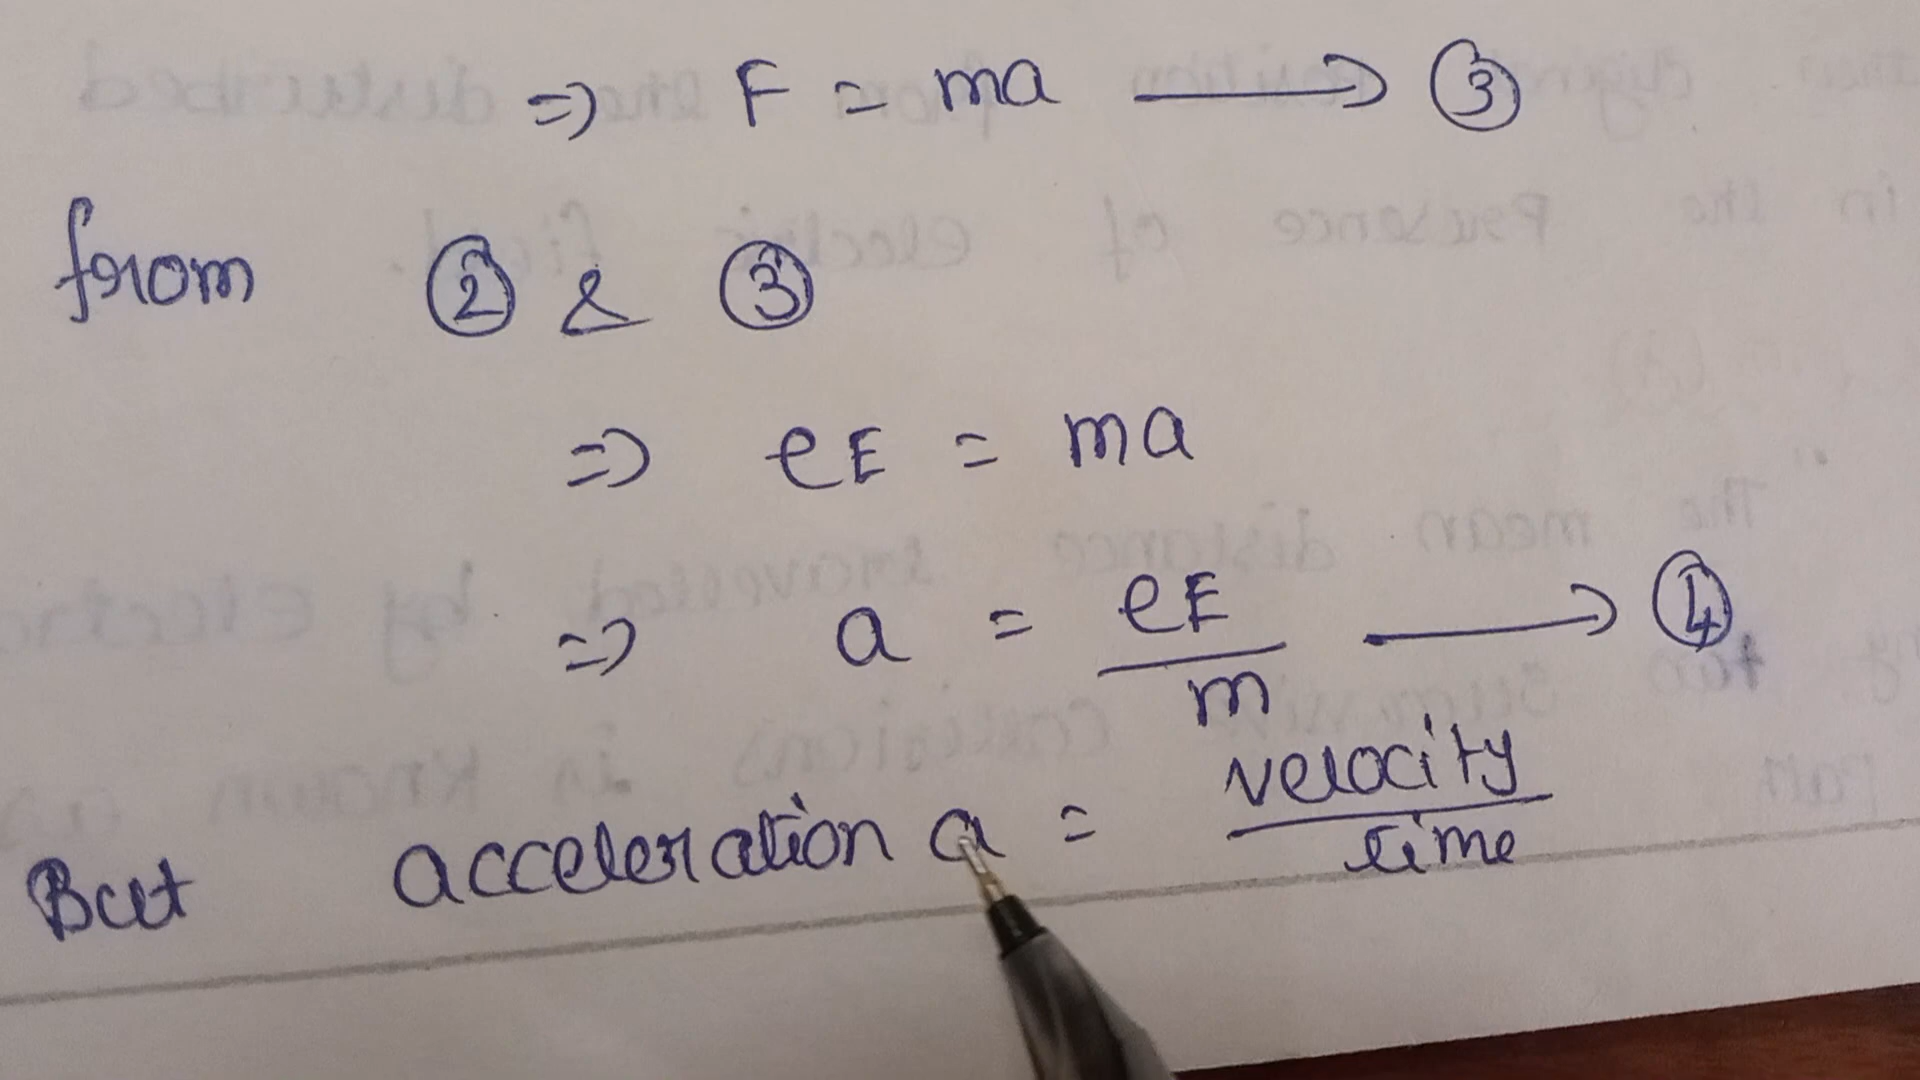 => F = ma → ③
from ② & ③
=> eE = ma
=> a = eE/m → ④
But acceleration a = velocity/time